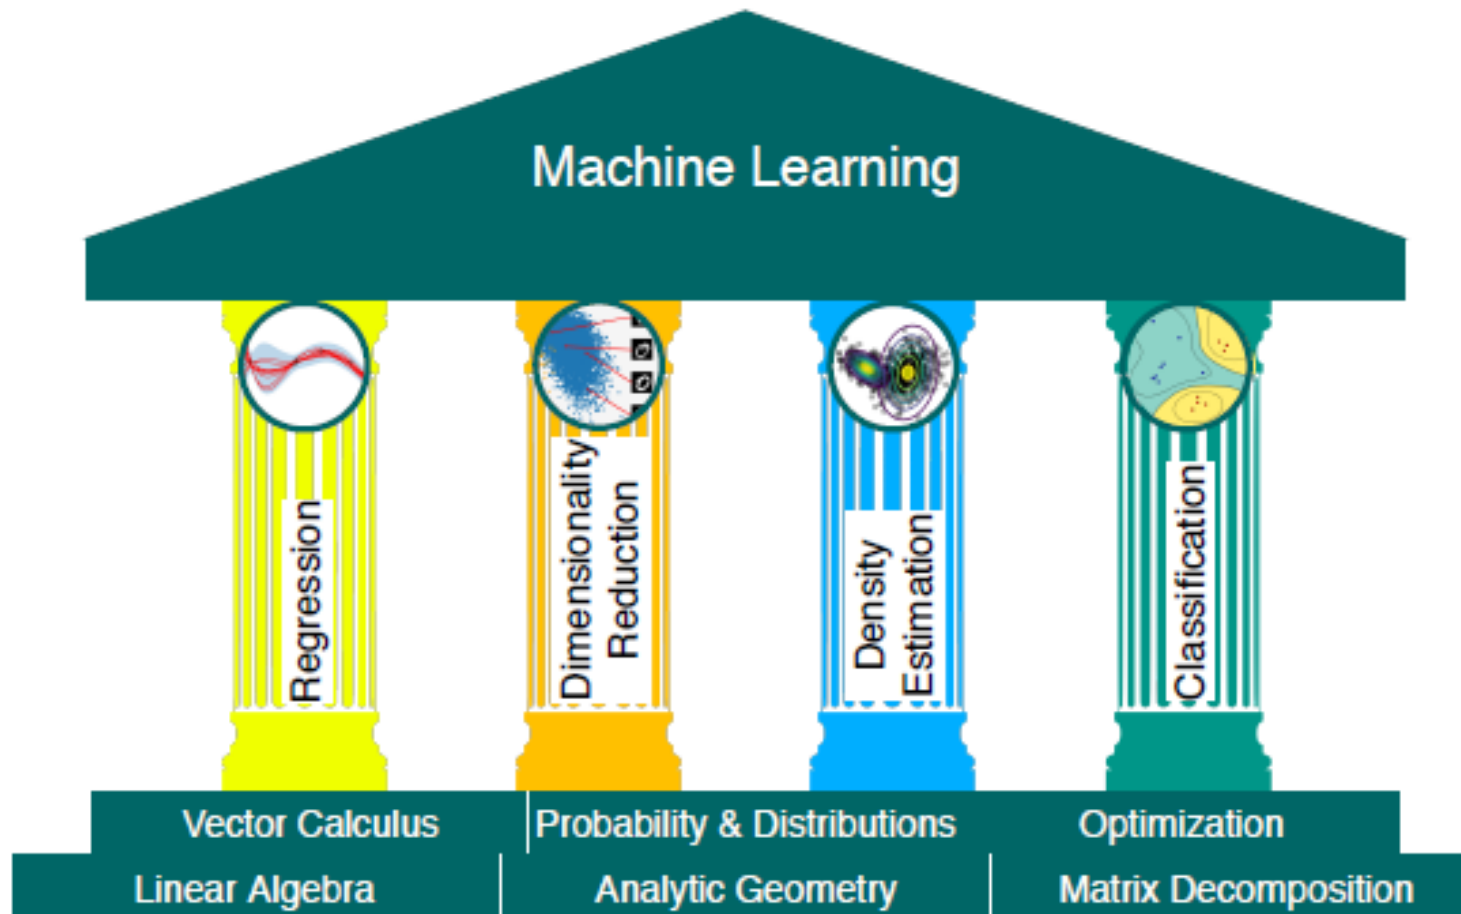 Machine Learning
Regression
Dimensionality
Reduction
Density
Estimation
Classification
Vector Calculus
Probability & Distributions
Optimization
Linear Algebra
Analytic Geometry
Matrix Decomposition